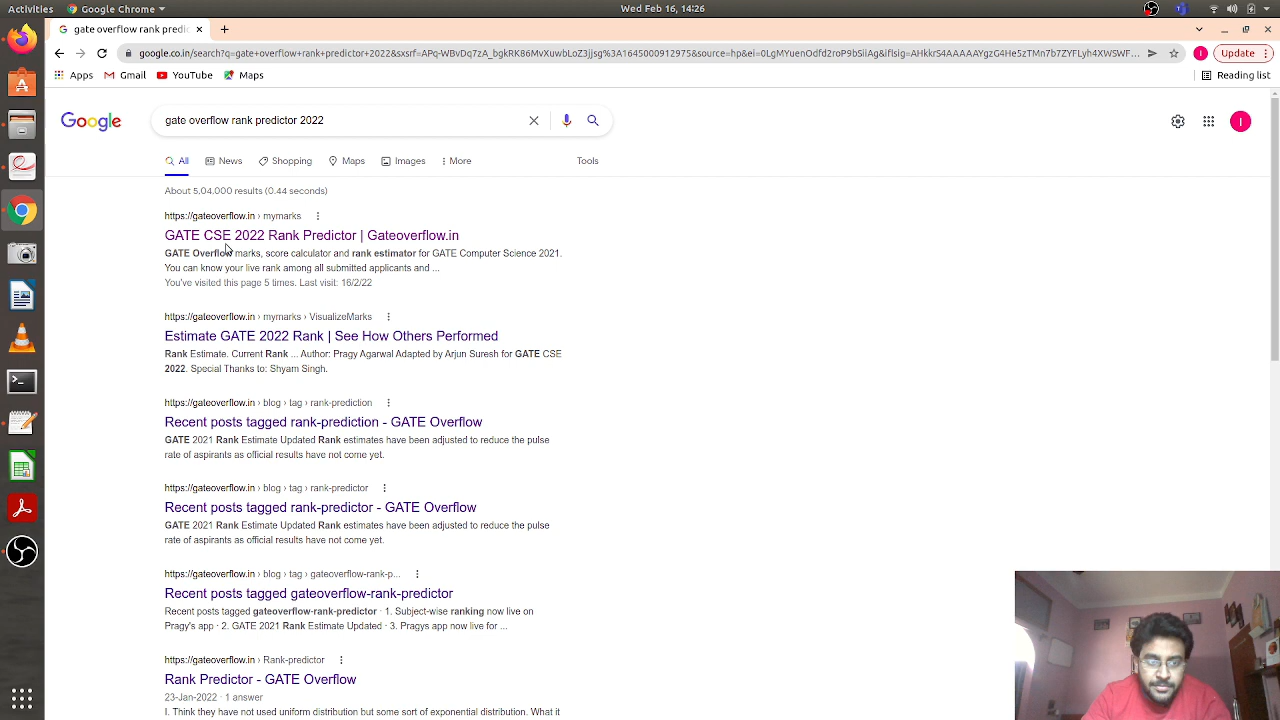 Activities
Google Chrome
Wed Feb 16, 14:26
gate overflow rank predic
google.co.in/search?q=gate+overflow+rank+predictor+2022&sxsrf=APq-WBvDq7zA_bgkRK86MvXuwbLoZ3jjsg%3A1645000912975&source=hp&ei=0LgMYuenOdfd2roP9bSiIAg&iflsig=AHkkrS4AAAAAYgzG4He5zTMn7b7ZYFLyh4XWSWF...
Update
Apps
Gmail
YouTube
Maps
Reading list
Google
gate overflow rank predictor 2022
I
All
News
Shopping
Maps
Images
More
Tools
About 5,04,000 results (0.44 seconds)
https://gateoverflow.in › mymarks
GATE CSE 2022 Rank Predictor | Gateoverflow.in
GATE Overflow marks, score calculator and rank estimator for GATE Computer Science 2021.
You can know your live rank among all submitted applicants and ...
You've visited this page 5 times. Last visit: 16/2/22
https://gateoverflow.in › mymarks › VisualizeMarks
Estimate GATE 2022 Rank | See How Others Performed
Rank Estimate. Current Rank ... Author: Pragy Agarwal Adapted by Arjun Suresh for GATE CSE
2022. Special Thanks to: Shyam Singh.
https://gateoverflow.in › blog › tag › rank-prediction
Recent posts tagged rank-prediction - GATE Overflow
GATE 2021 Rank Estimate Updated Rank estimates have been adjusted to reduce the pulse
rate of aspirants as official results have not come yet.
https://gateoverflow.in › blog › tag › rank-predictor
Recent posts tagged rank-predictor - GATE Overflow
GATE 2021 Rank Estimate Updated Rank estimates have been adjusted to reduce the pulse
rate of aspirants as official results have not come yet.
https://gateoverflow.in › blog › tag › gateoverflow-rank-p...
Recent posts tagged gateoverflow-rank-predictor
Recent posts tagged gateoverflow-rank-predictor · 1. Subject-wise ranking now live on
Pragy's app · 2. GATE 2021 Rank Estimate Updated · 3. Pragys app now live for ...
https://gateoverflow.in › Rank-predictor
Rank Predictor - GATE Overflow
23-Jan-2022 · 1 answer
I. Think they have not used uniform distribution but some sort of exponential distribution. What it